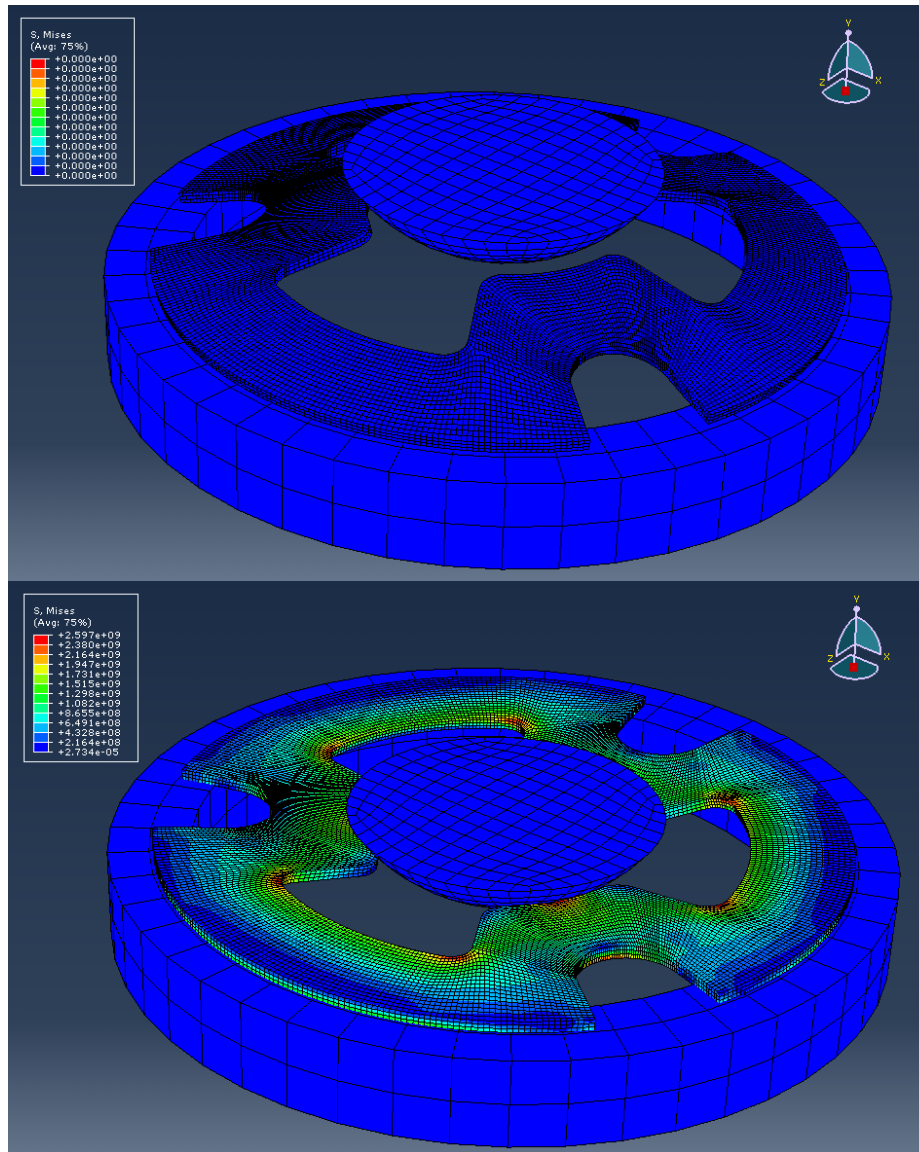 S, Mises
(Avg: 75%)
+0.000e+00
+0.000e+00
+0.000e+00
+0.000e+00
+0.000e+00
+0.000e+00
+0.000e+00
+0.000e+00
+0.000e+00
+0.000e+00
+0.000e+00
+0.000e+00
+0.000e+00
Y
Z
X
S, Mises
(Avg: 75%)
+2.597e+09
+2.380e+09
+2.164e+09
+1.947e+09
+1.731e+09
+1.515e+09
+1.298e+09
+1.082e+09
+8.655e+08
+6.491e+08
+4.328e+08
+2.164e+08
+2.734e-05
Y
Z
X